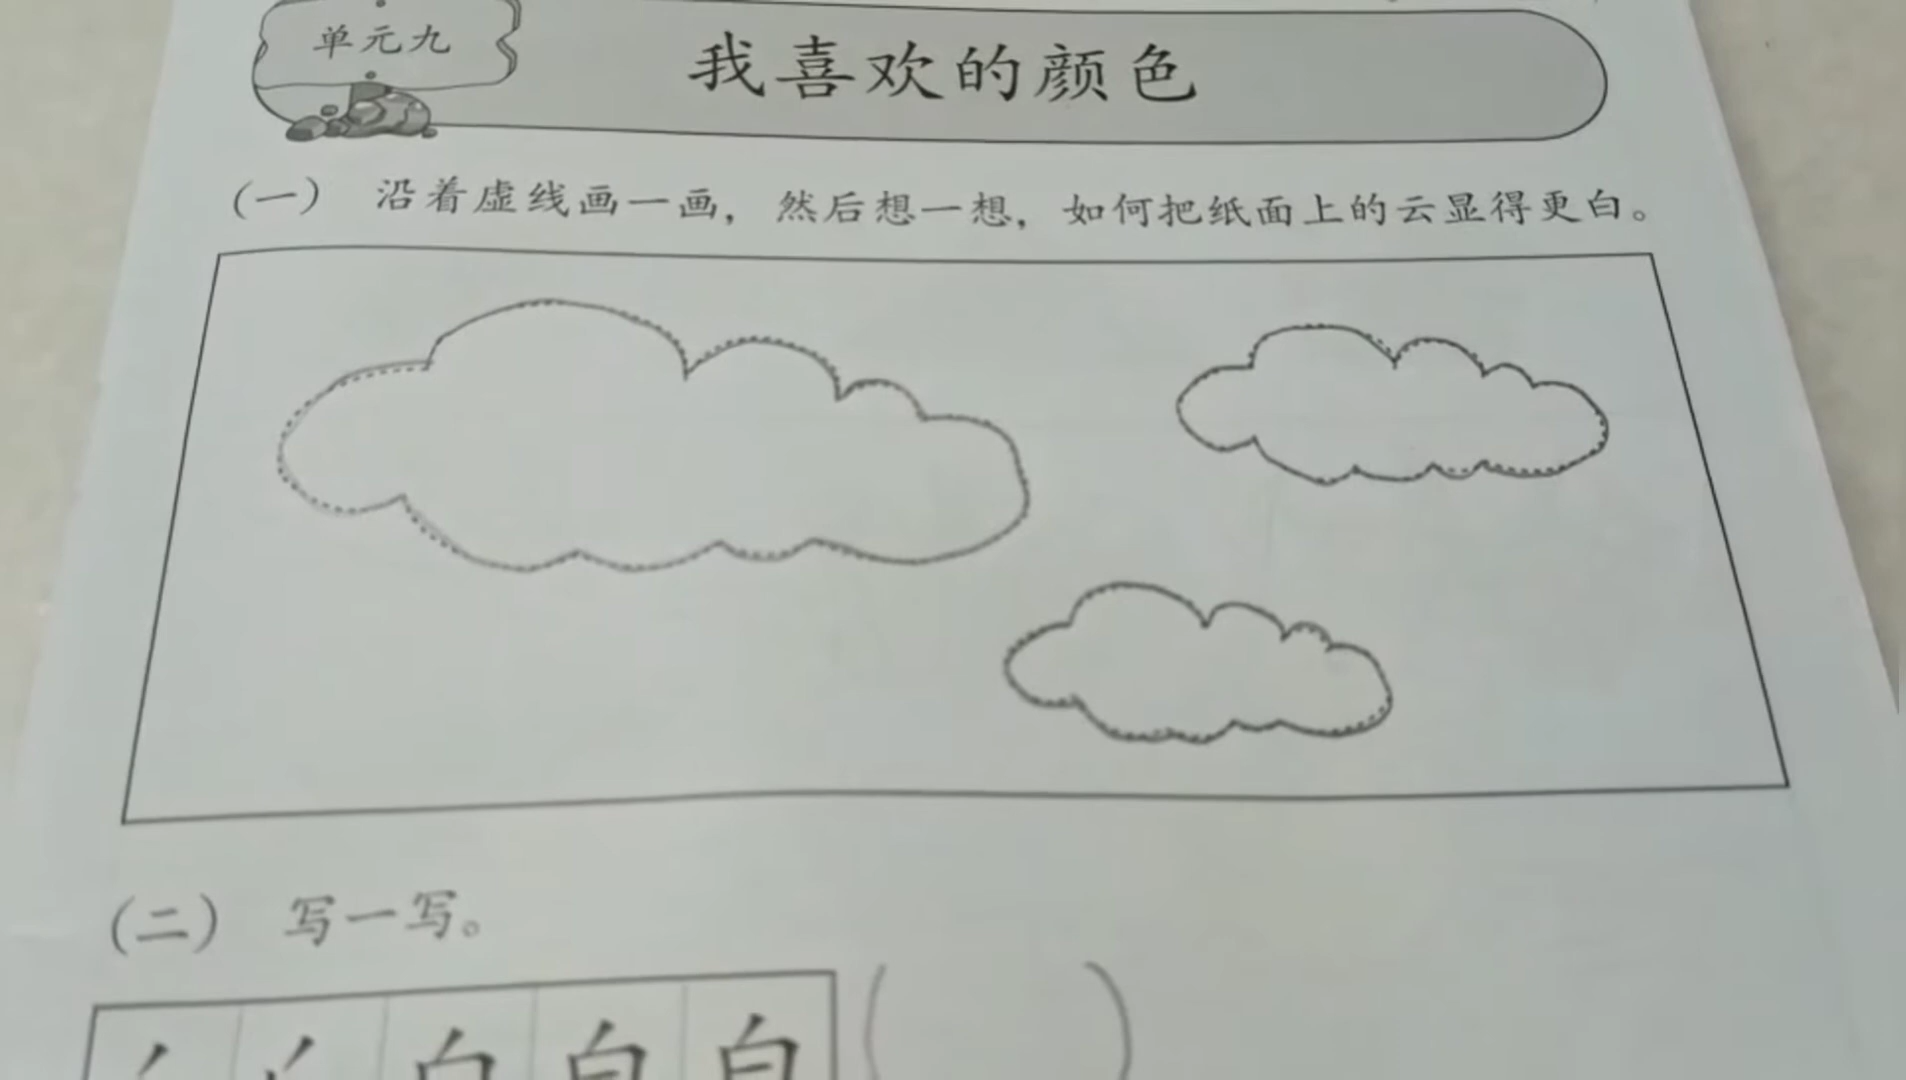 单元九
我喜欢的颜色
(一) 沿着虚线画一画，然后想一想，如何把纸面上的云显得更白。
(二) 写一写。